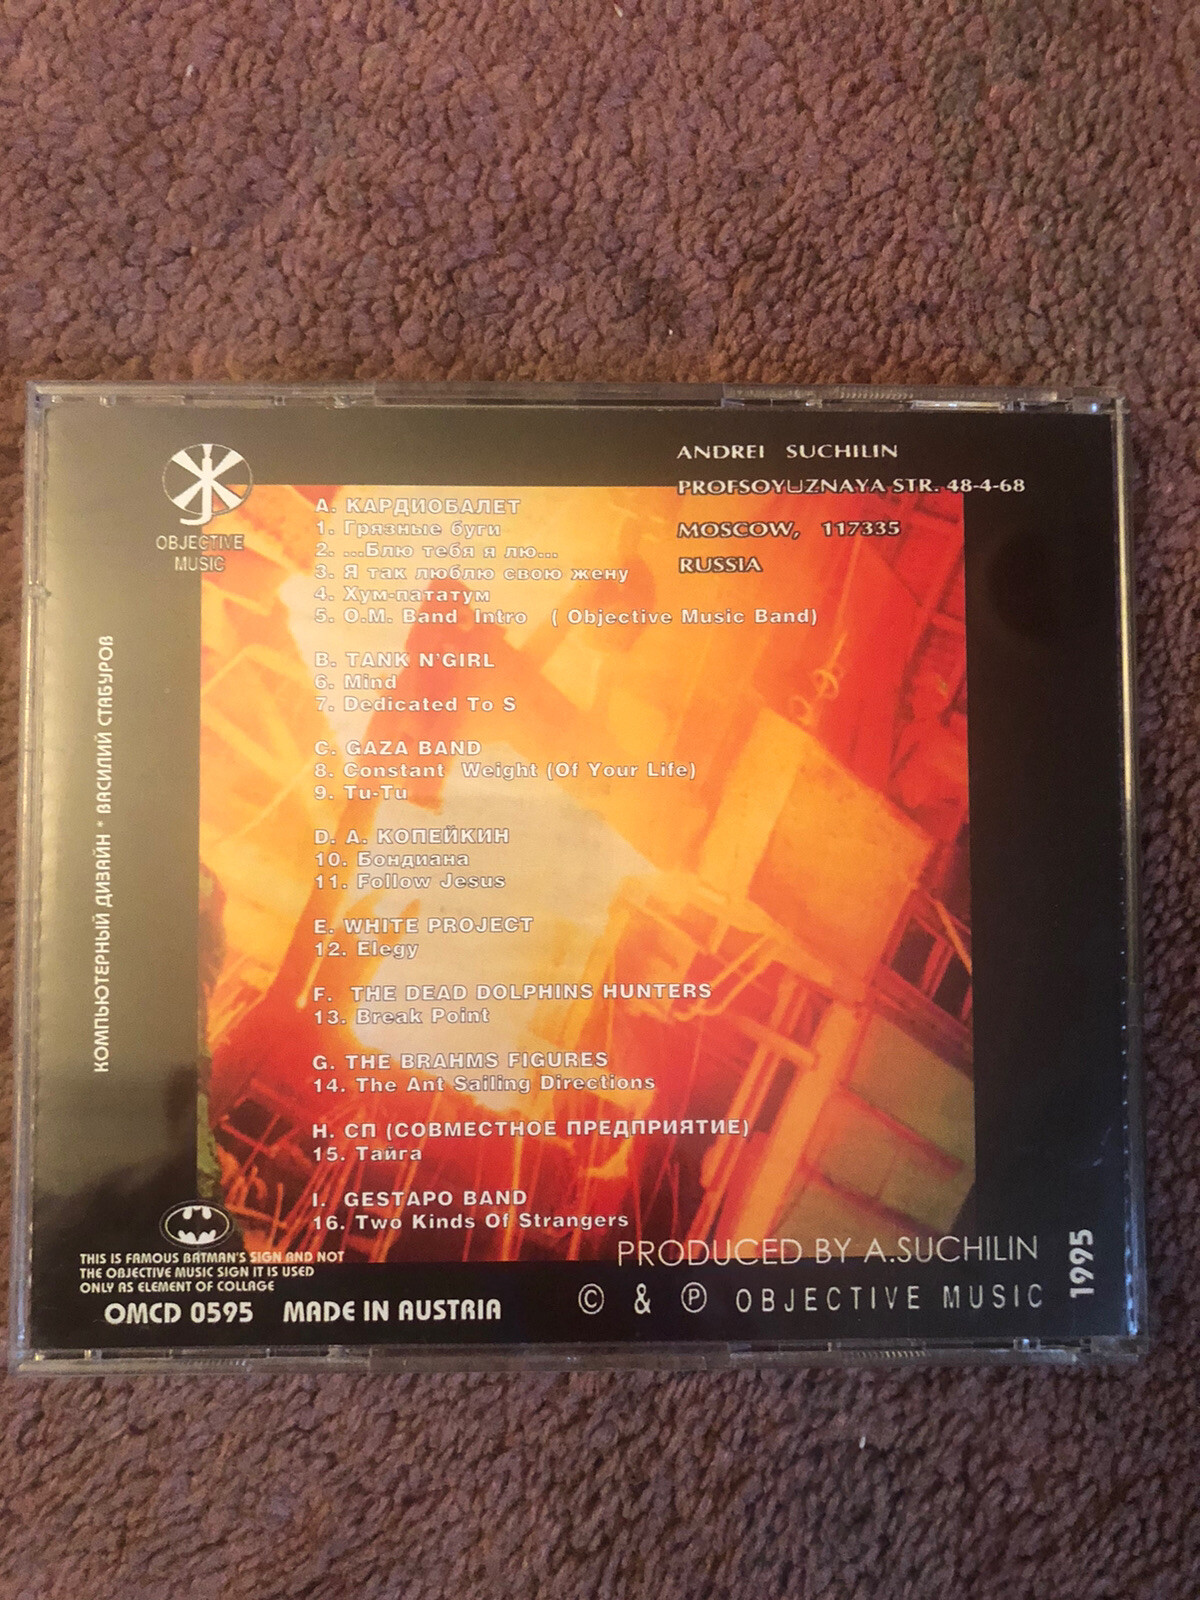 OBJECTIVE
MUSIC
ANDREI SUCHILIN
PROFSOYUZNAYA STR. 48-4-68
MOSCOW, 117335
RUSSIA
A. КАРДИОБАЛЕТ
1. Грязные буги
2. ...Блю тебя я лю...
3. Я так люблю свою жену
4. Хум-пататум
5. O.M. Band Intro ( Objective Music Band)
B. TANK N'GIRL
6. Mind
7. Dedicated To S
C. GAZA BAND
8. Constant Weight (Of Your Life)
9. Tu-Tu
D. А. КОПЕЙКИН
10. Бондиана
11. Follow Jesus
E. WHITE PROJECT
12. Elegy
F. THE DEAD DOLPHINS HUNTERS
13. Break Point
G. THE BRAHMS FIGURES
14. The Ant Sailing Directions
H. СП (СОВМЕСТНОЕ ПРЕДПРИЯТИЕ)
15. Тайга
I. GESTAPO BAND
16. Two Kinds Of Strangers
КОМПЬЮТЕРНЫЙ ДИЗАЙН * ВАСИЛИЙ СТАБУРОВ
THIS IS FAMOUS BATMAN'S SIGN AND NOT
THE OBJECTIVE MUSIC SIGN IT IS USED
ONLY AS ELEMENT OF COLLAGE
OMCD 0595 MADE IN AUSTRIA
PRODUCED BY A.SUCHILIN
© & ℗ OBJECTIVE MUSIC
1995